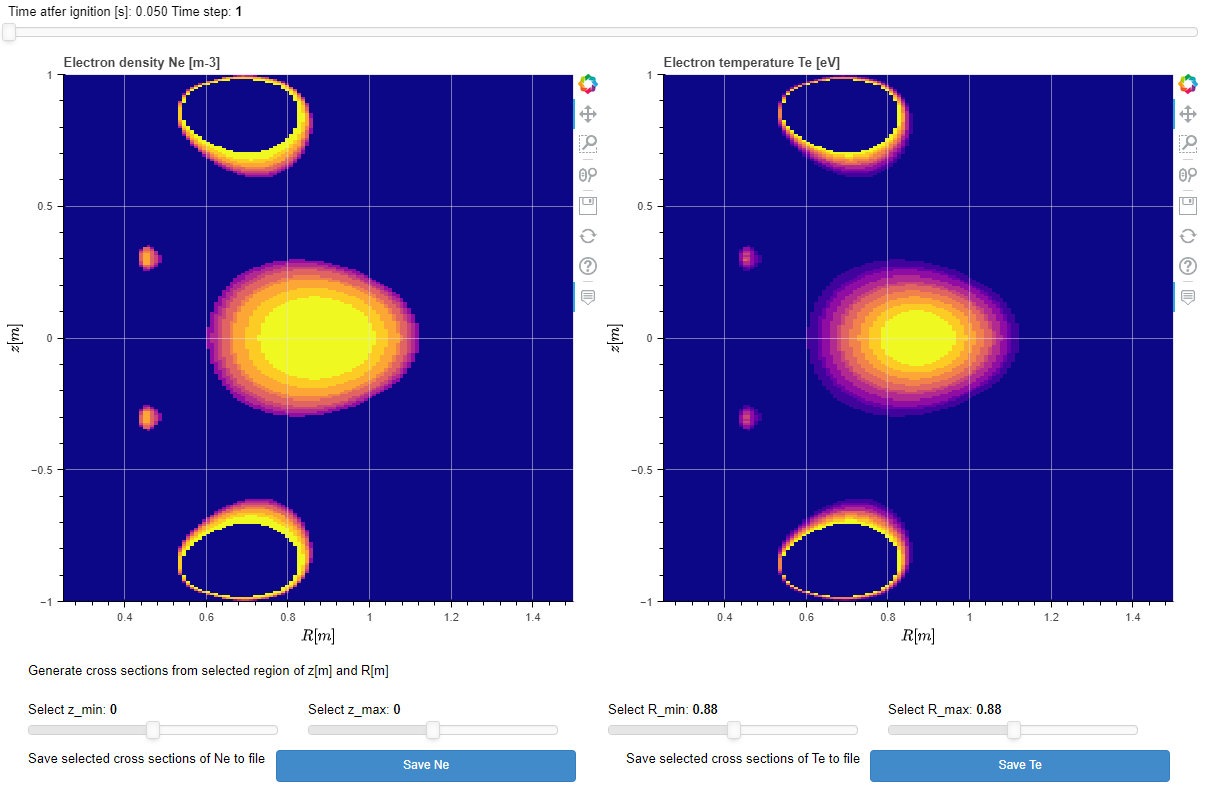 Time atfer ignition [s]: 0.050 Time step: 1
Electron density Ne [m-3]
1
0.5
0
−0.5
−1
z[m]
0.4 0.6 0.8 1 1.2 1.4
R[m]
Electron temperature Te [eV]
1
0.5
0
−0.5
−1
z[m]
0.4 0.6 0.8 1 1.2 1.4
R[m]
Generate cross sections from selected region of z[m] and R[m]
Select z_min: 0 Select z_max: 0 Select R_min: 0.88 Select R_max: 0.88
Save selected cross sections of Ne to file Save Ne Save selected cross sections of Te to file Save Te